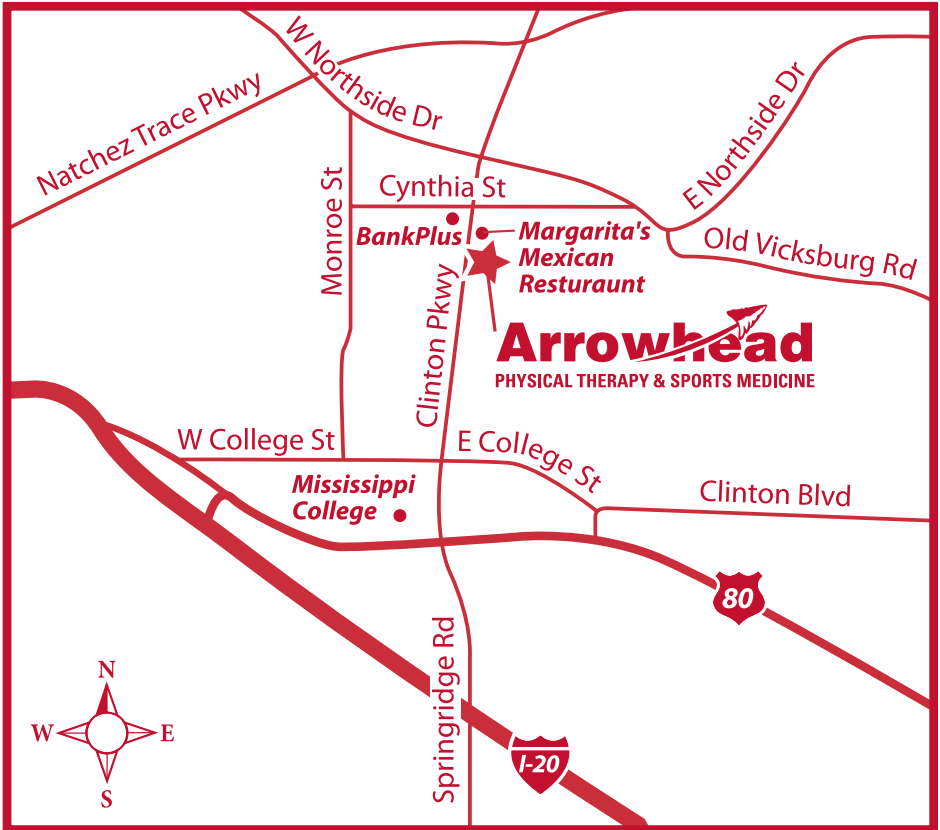 W Northside Dr
Natchez Trace Pkwy
E Northside Dr
Monroe St
Cynthia St
BankPlus
Margarita's
Mexican
Resturaunt
Old Vicksburg Rd
Clinton Pkwy
Arrowhead
PHYSICAL THERAPY & SPORTS MEDICINE
W College St
E College St
Mississippi
College
Clinton Blvd
80
Springridge Rd
I-20
N
W
E
S